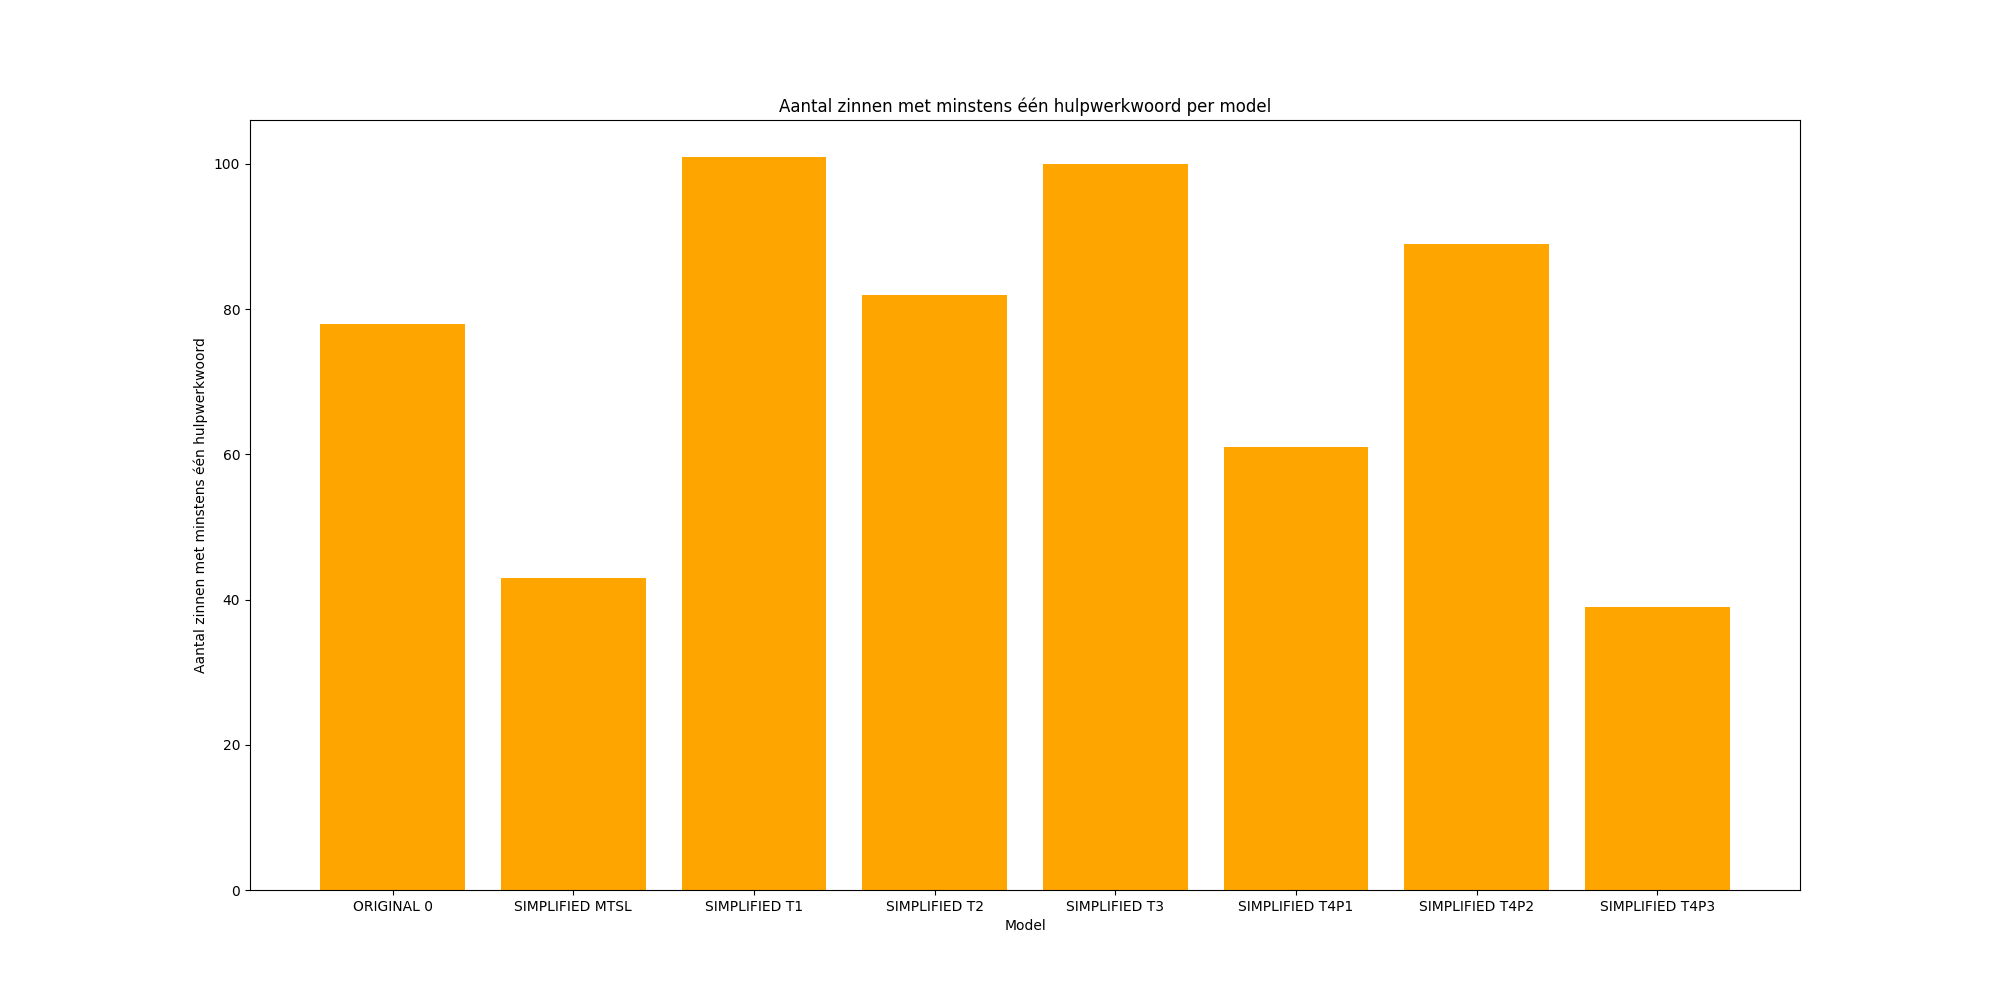 Aantal zinnen met minstens één hulpwerkwoord per model
Aantal zinnen met minstens één hulpwerkwoord
100
80
60
40
20
0
ORIGINAL 0
SIMPLIFIED MTSL
SIMPLIFIED T1
SIMPLIFIED T2
SIMPLIFIED T3
SIMPLIFIED T4P1
SIMPLIFIED T4P2
SIMPLIFIED T4P3
Model